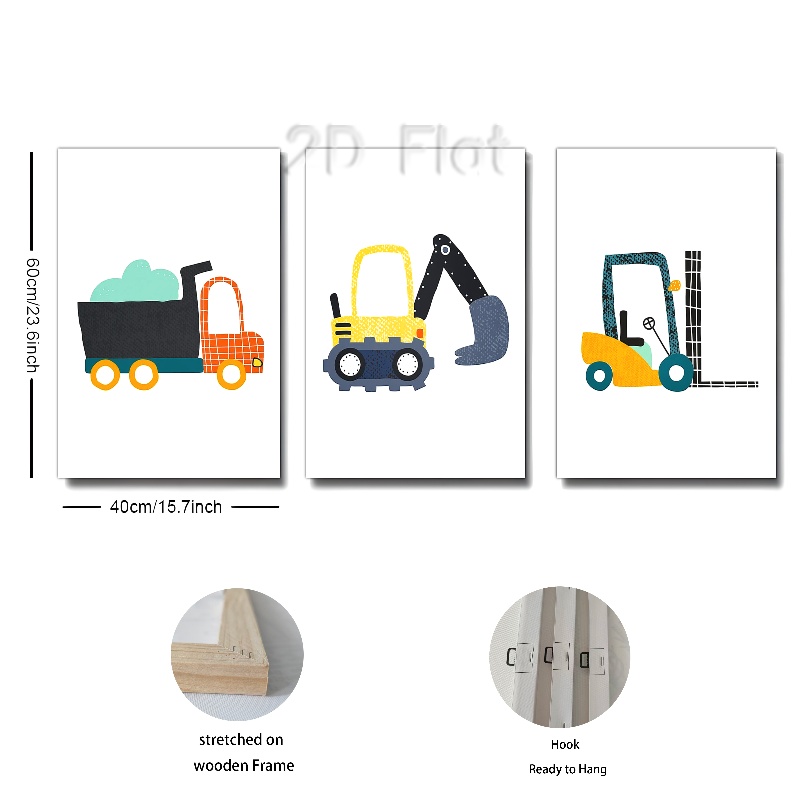 2D Flat
60cm/23.6inch
40cm/15.7inch
stretched on
wooden Frame
Hook
Ready to Hang